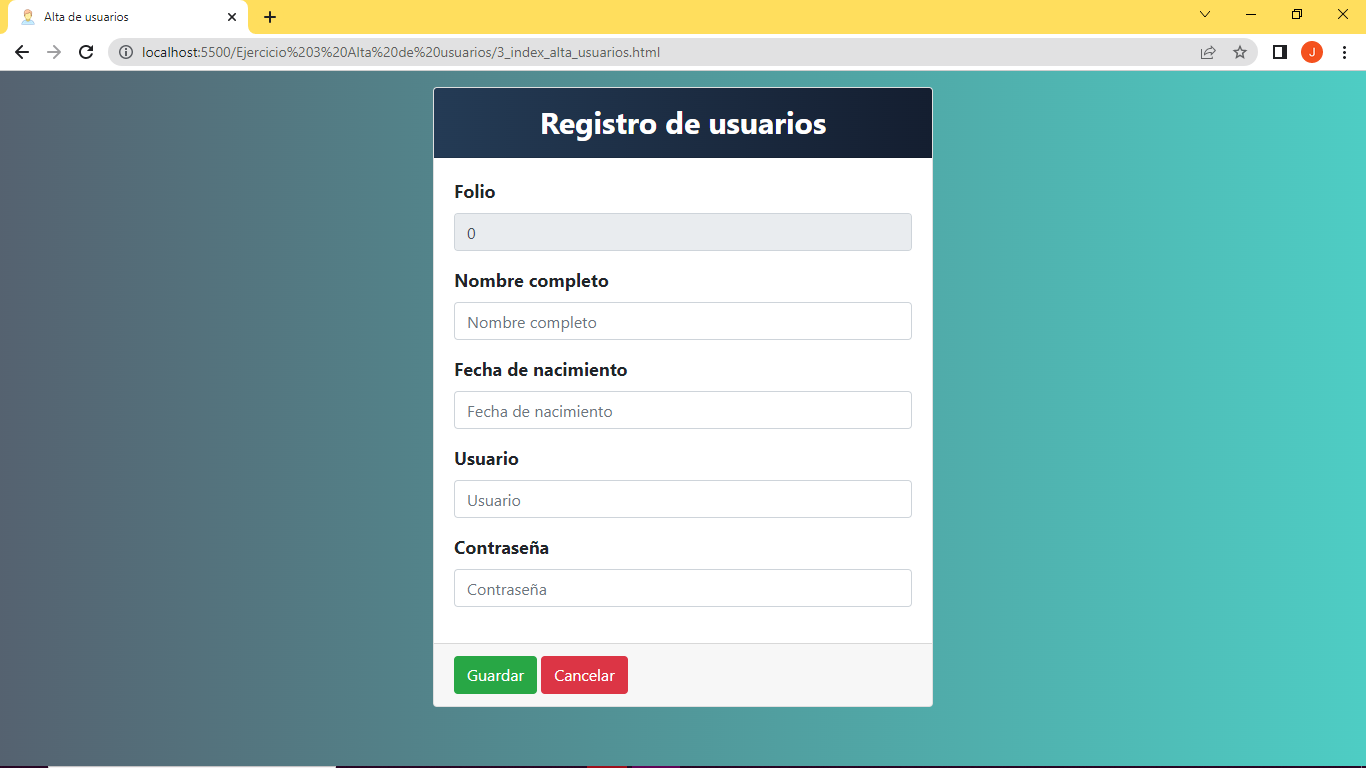 Alta de usuarios
localhost:5500/Ejercicio%203%20Alta%20de%20usuarios/3_index_alta_usuarios.html
J
Registro de usuarios
Folio
0
Nombre completo
Nombre completo
Fecha de nacimiento
Fecha de nacimiento
Usuario
Usuario
Contraseña
Contraseña
Guardar Cancelar